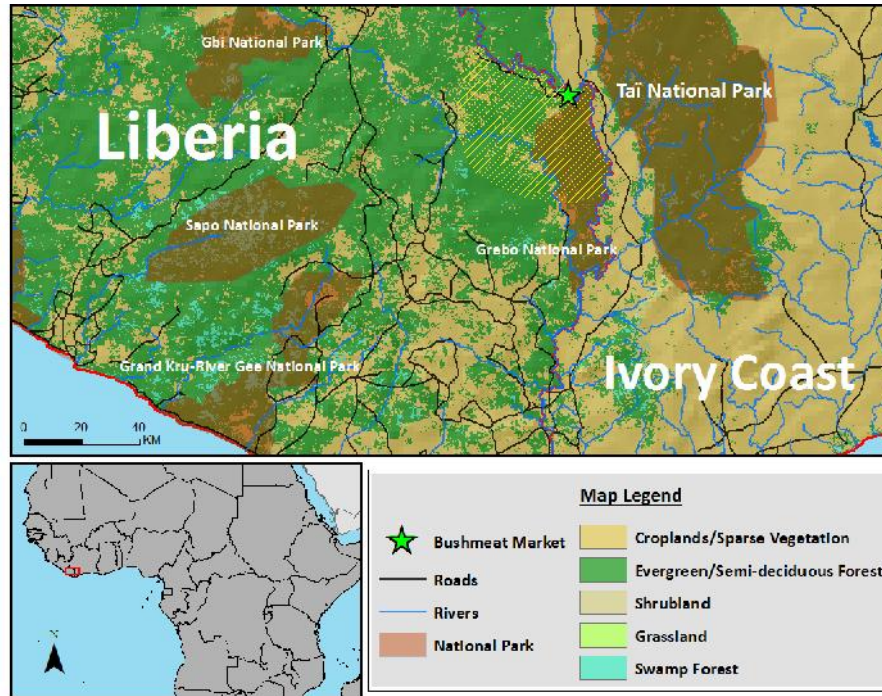 Gbi National Park
Taï National Park
Liberia
Sapo National Park
Grebo National Park
Grand Kru-River Gee National Park
Ivory Coast
0 20 40
KM
N
Map Legend
Bushmeat Market
Roads
Rivers
National Park
Croplands/Sparse Vegetation
Evergreen/Semi-deciduous Forest
Shrubland
Grassland
Swamp Forest